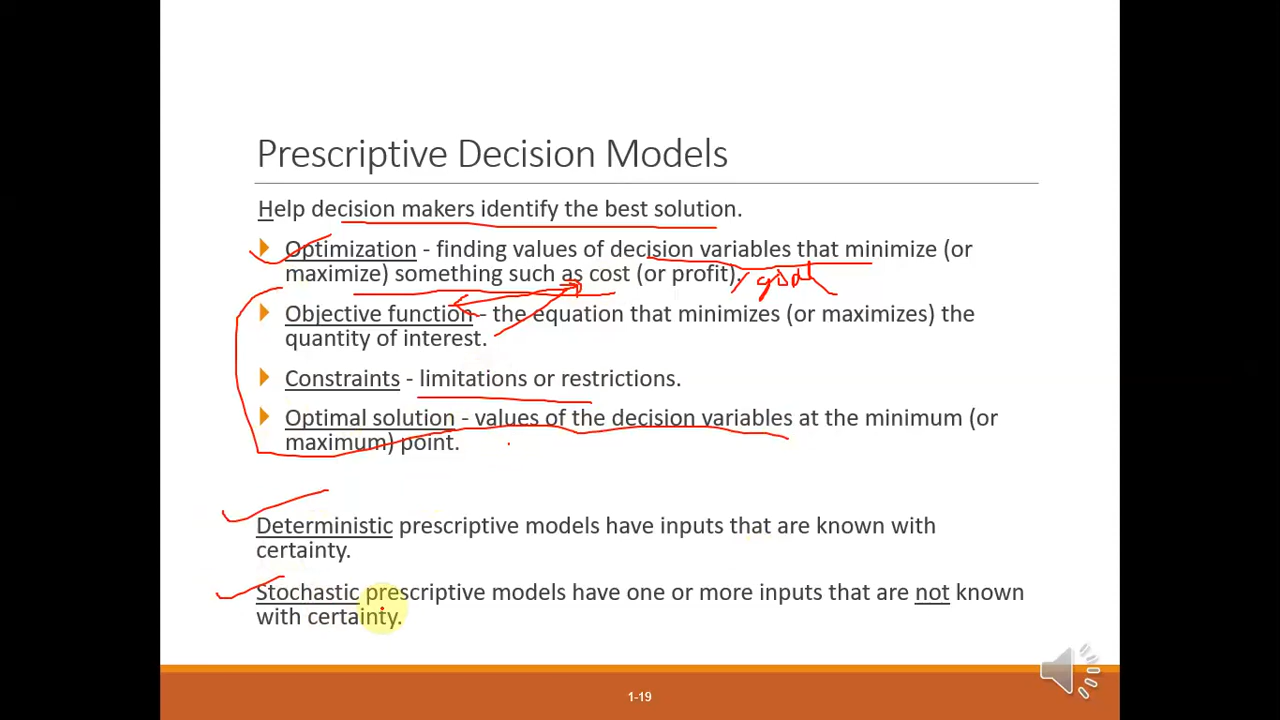 Prescriptive Decision Models
Help decision makers identify the best solution.
Optimization - finding values of decision variables that minimize (or
maximize) something such as cost (or profit).
goal
Objective function - the equation that minimizes (or maximizes) the
quantity of interest.
Constraints - limitations or restrictions.
Optimal solution - values of the decision variables at the minimum (or
maximum) point.
Deterministic prescriptive models have inputs that are known with
certainty.
Stochastic prescriptive models have one or more inputs that are not known
with certainty.
1-19